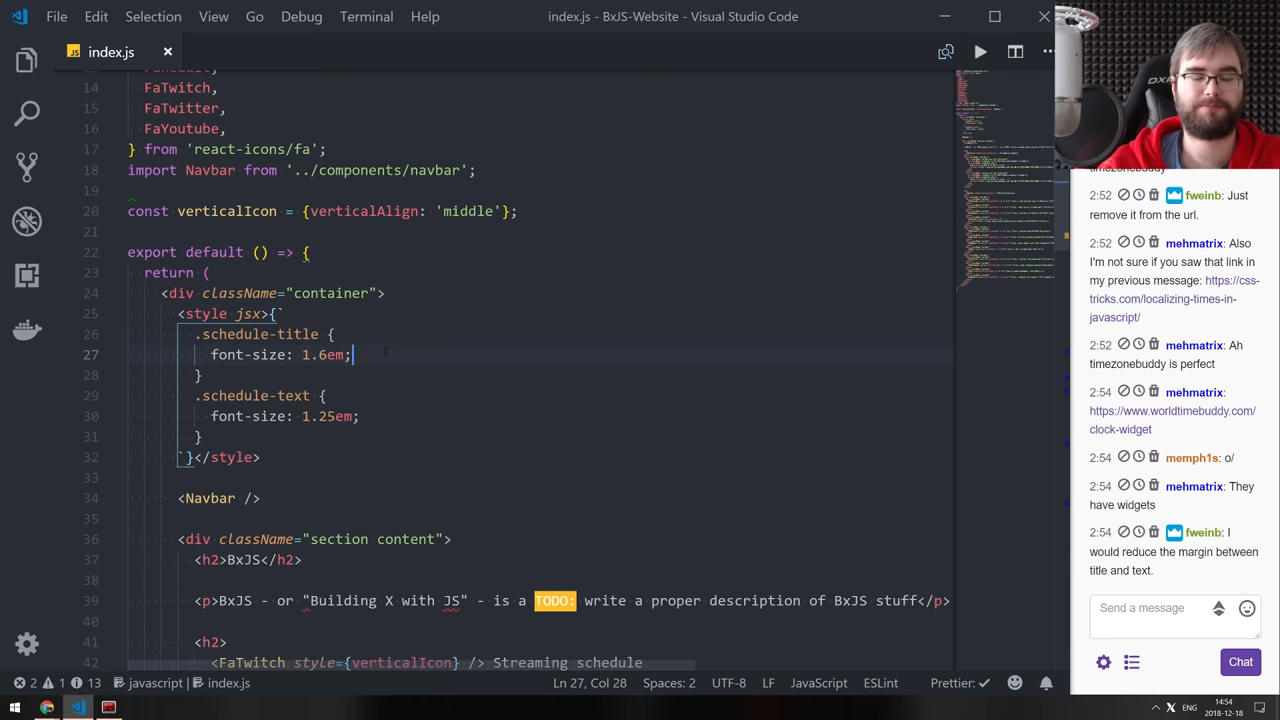 File Edit Selection View Go Debug Terminal Help
index.js - BxJS-Website - Visual Studio Code
JS index.js
14 FaTwitch,
15 FaTwitter,
16 FaYoutube,
17 } from 'react-icons/fa';
18 import Navbar from '../components/navbar';
19
20 const verticalIcon = {verticalAlign: 'middle'};
21
22 export default () => {
23 return (
24 <div className="container">
25 <style jsx>{`
26 .schedule-title {
27 font-size: 1.6em;
28 }
29 .schedule-text {
30 font-size: 1.25em;
31 }
32 `}</style>
33
34 <Navbar />
35
36 <div className="section content">
37 <h2>BxJS</h2>
38
39 <p>BxJS - or "Building X with JS" - is a TODO: write a proper description of BxJS stuff</p>
40
41 <h2>
42 <FaTwitch style={verticalIcon} /> Streaming schedule
2 1 13 javascript | index.js Ln 27, Col 28 Spaces: 2 UTF-8 LF JavaScript ESLint Prettier: ✓
DXR
timezonebuddy
2:52 fweinb: Just
remove it from the url.
2:52 mehmatrix: Also
I'm not sure if you saw that link in
my previous message: https://css-
tricks.com/localizing-times-in-
javascript/
2:52 mehmatrix: Ah
timezonebuddy is perfect
2:54 mehmatrix:
https://www.worldtimebuddy.com/
clock-widget
2:54 memph1s: o/
2:54 mehmatrix: They
have widgets
2:54 fweinb: I
would reduce the margin between
title and text.
Send a message
Chat
ENG
14:54
2018-12-18